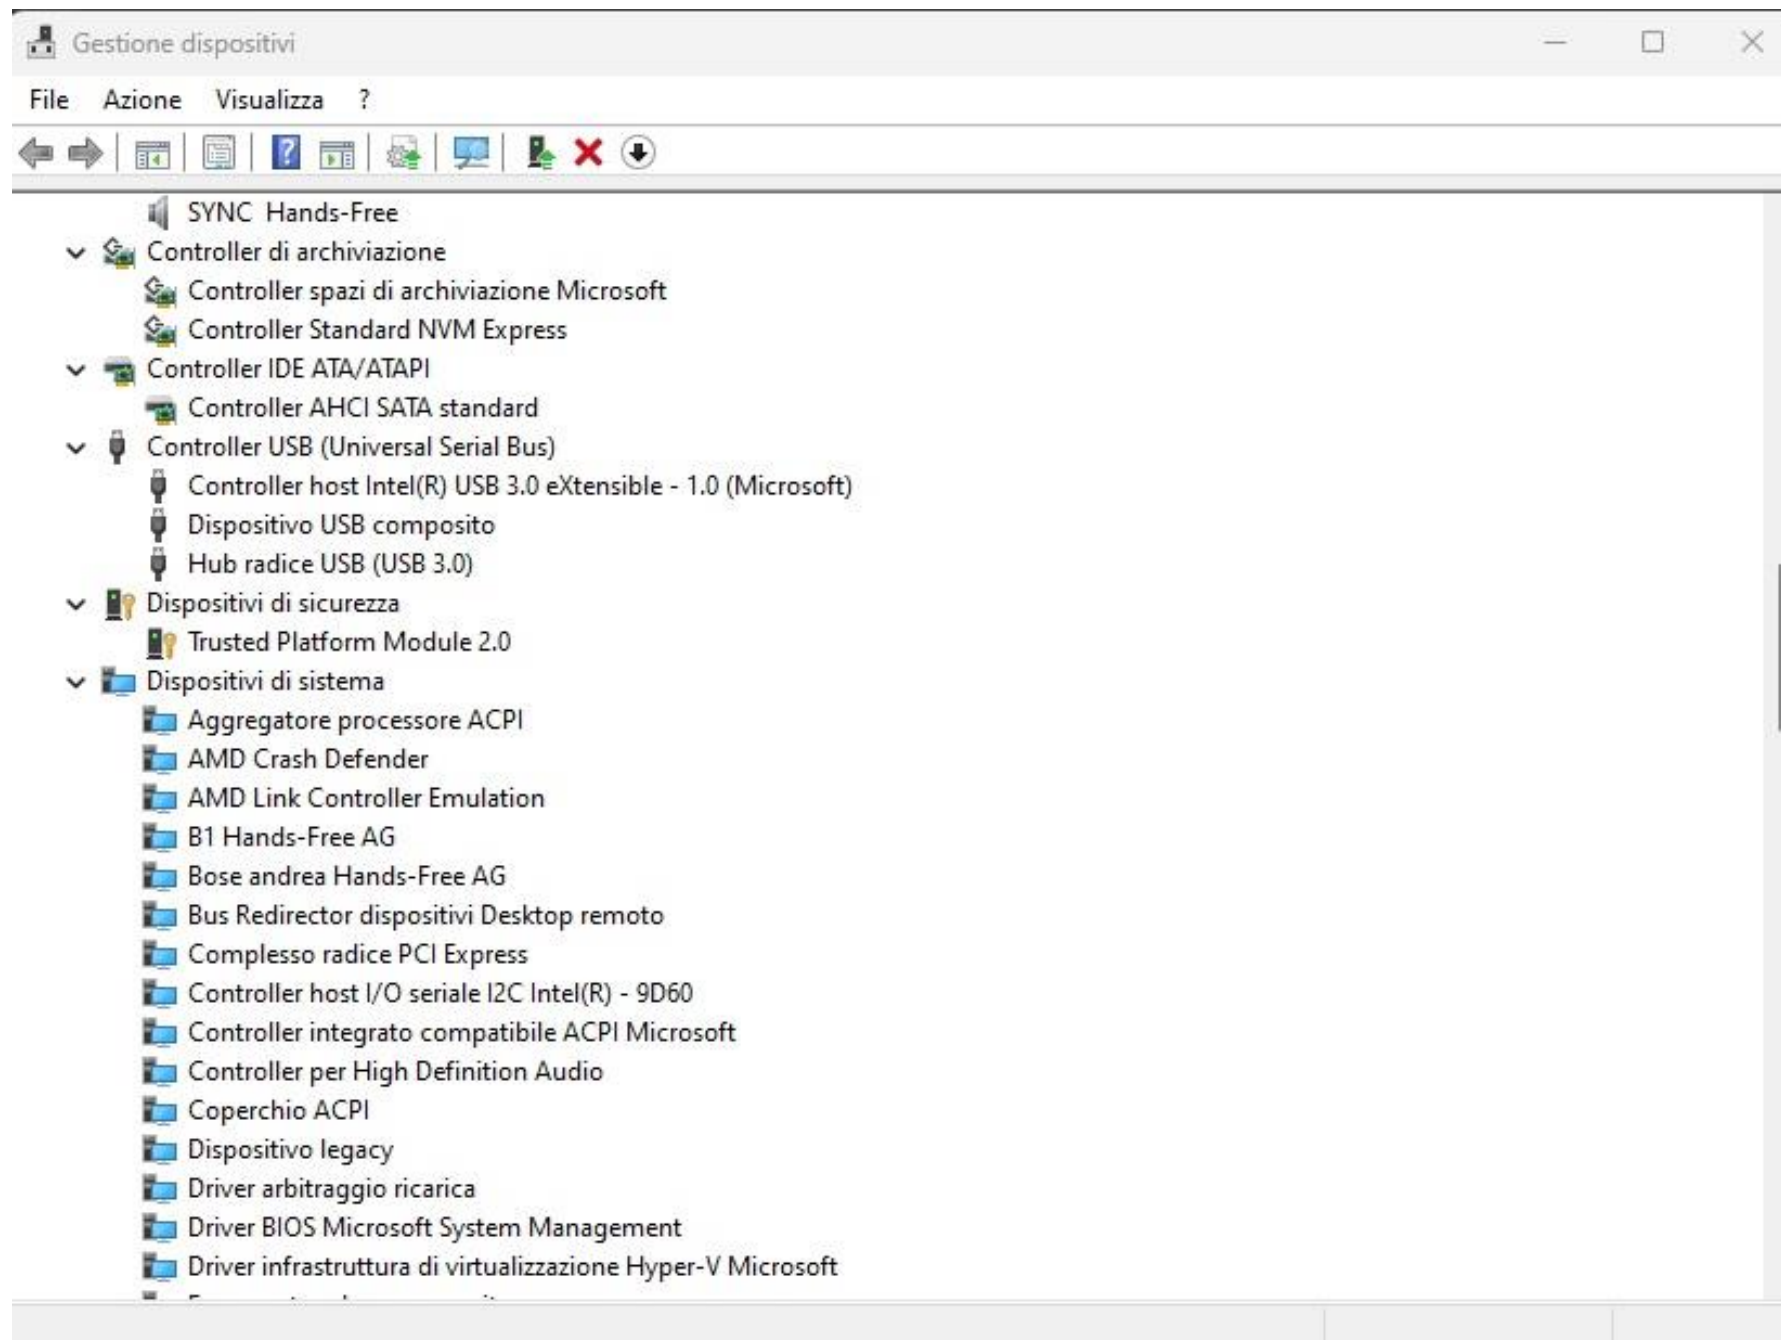 Gestione dispositivi
File Azione Visualizza ?
SYNC Hands-Free
Controller di archiviazione
Controller spazi di archiviazione Microsoft
Controller Standard NVM Express
Controller IDE ATA/ATAPI
Controller AHCI SATA standard
Controller USB (Universal Serial Bus)
Controller host Intel(R) USB 3.0 eXtensible - 1.0 (Microsoft)
Dispositivo USB composito
Hub radice USB (USB 3.0)
Dispositivi di sicurezza
Trusted Platform Module 2.0
Dispositivi di sistema
Aggregatore processore ACPI
AMD Crash Defender
AMD Link Controller Emulation
B1 Hands-Free AG
Bose andrea Hands-Free AG
Bus Redirector dispositivi Desktop remoto
Complesso radice PCI Express
Controller host I/O seriale I2C Intel(R) - 9D60
Controller integrato compatibile ACPI Microsoft
Controller per High Definition Audio
Coperchio ACPI
Dispositivo legacy
Driver arbitraggio ricarica
Driver BIOS Microsoft System Management
Driver infrastruttura di virtualizzazione Hyper-V Microsoft